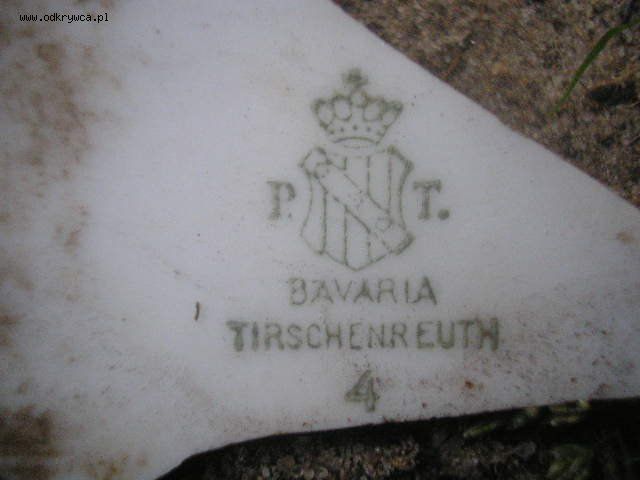 www.odkrywca.pl
P. T.
BAVARIA
TIRSCHENREUTH
4